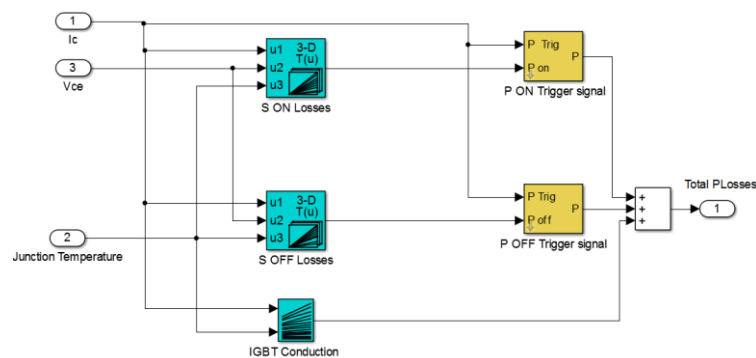 1
Ic
3
Vce
u1
u2
u3
3-D
T(u)
S ON Losses
P Trig
P on
P
P ON Trigger signal
u1
u2
u3
3-D
T(u)
S OFF Losses
P Trig
P off
P
P OFF Trigger signal
+
+
+
Total PLosses
1
2
Junction Temperature
IGBT Conduction